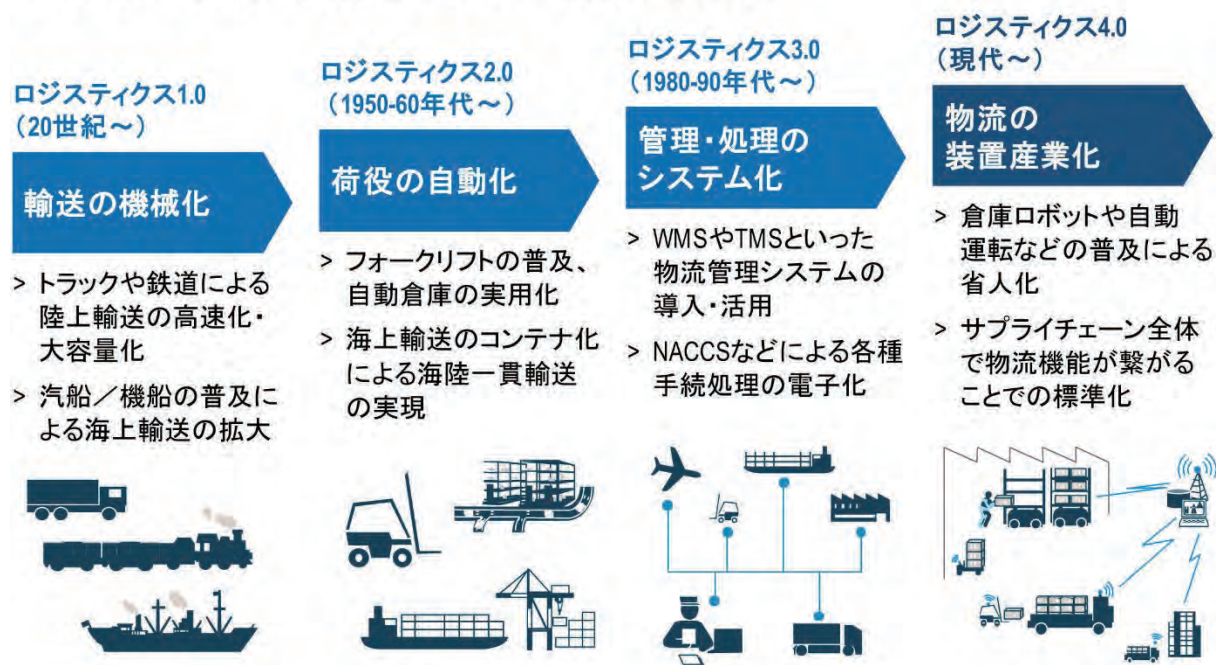 ロジスティクス1.0
(20世紀~)
輸送の機械化
> トラックや鉄道による
陸上輸送の高速化・
大容量化
> 汽船/機船の普及に
よる海上輸送の拡大
ロジスティクス2.0
(1950-60年代~)
荷役の自動化
> フォークリフトの普及、
自動倉庫の実用化
> 海上輸送のコンテナ化
による海陸一貫輸送
の実現
ロジスティクス3.0
(1980-90年代~)
管理・処理の
システム化
> WMSやTMSといった
物流管理システムの
導入・活用
> NACCSなどによる各種
手続処理の電子化
ロジスティクス4.0
(現代~)
物流の
装置産業化
> 倉庫ロボットや自動
運転などの普及による
省人化
> サプライチェーン全体
で物流機能が繋がる
ことでの標準化